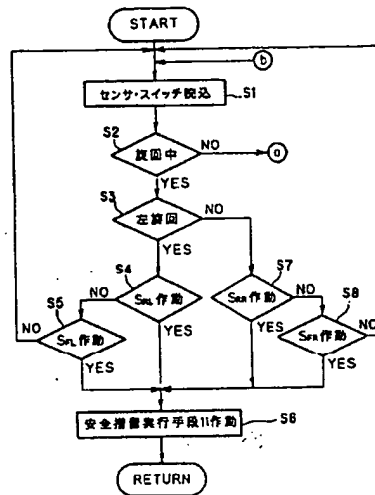 START
b
センサ・スイッチ読込 S1
S2
旋回中 NO a
YES
S3
左旋回 NO
YES
S4 S7
S5 SRL作動 SRR作動 S8
NO NO
NO SFL作動 YES YES SFR作動 NO
YES YES
安全措置実行手段11作動 S6
RETURN